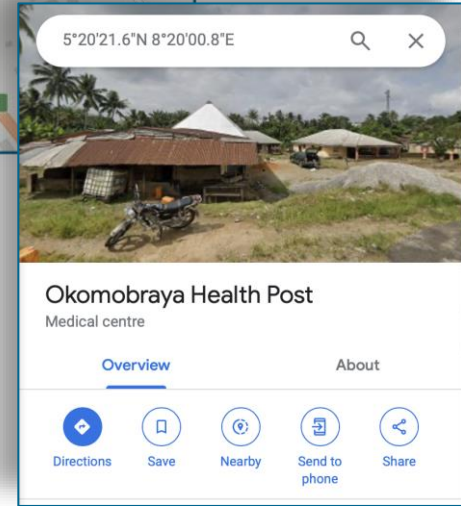 5°20'21.6"N 8°20'00.8"E
Okomobraya Health Post
Medical centre
Overview
About
Directions
Save
Nearby
Send to
phone
Share